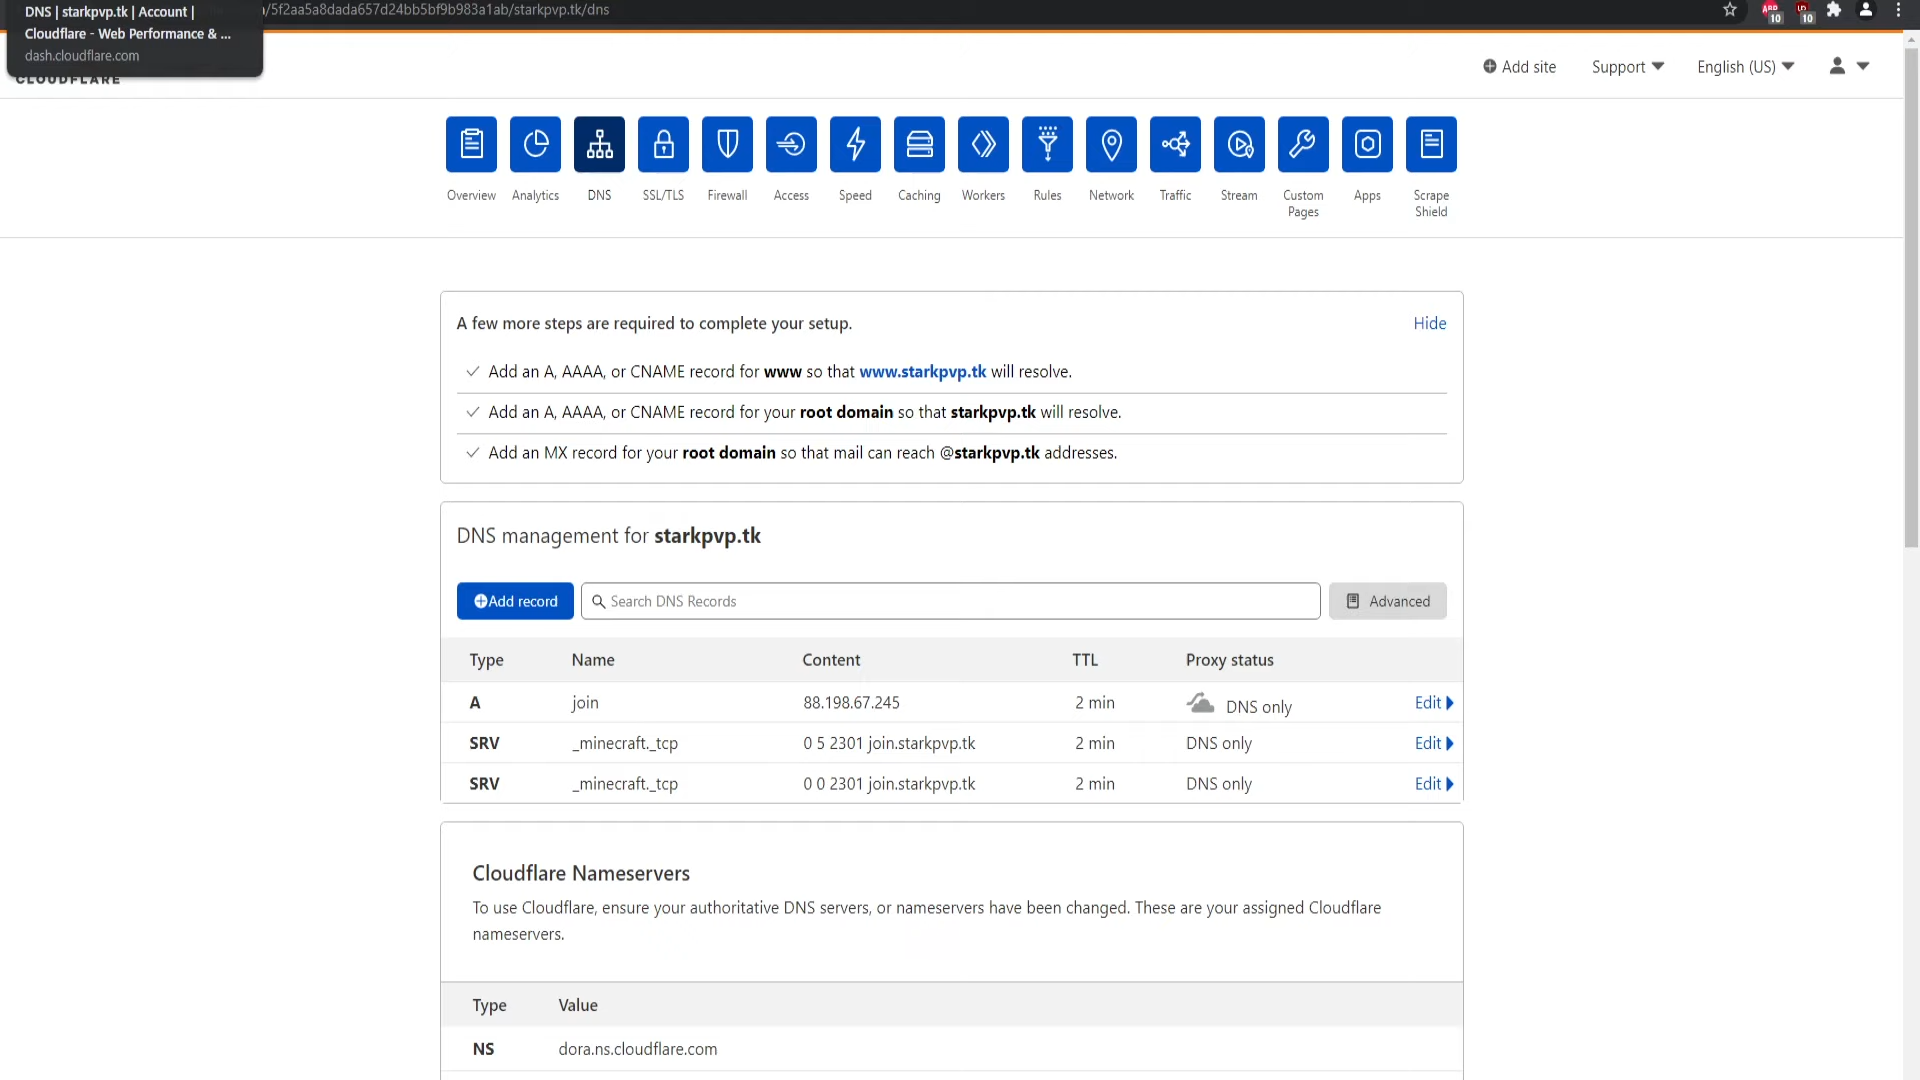 DNS | starkpvp.tk | Account |
Cloudflare - Web Performance & ...
dash.cloudflare.com
/5f2aa5a8dada657d24bb5bf9b983a1ab/starkpvp.tk/dns
ABP 10
10
CLOUDFLARE
Add site
Support
English (US)
Overview
Analytics
DNS
SSL/TLS
Firewall
Access
Speed
Caching
Workers
Rules
Network
Traffic
Stream
Custom
Pages
Apps
Scrape
Shield
A few more steps are required to complete your setup.
Hide
Add an A, AAAA, or CNAME record for www so that www.starkpvp.tk will resolve.
Add an A, AAAA, or CNAME record for your root domain so that starkpvp.tk will resolve.
Add an MX record for your root domain so that mail can reach @starkpvp.tk addresses.
DNS management for starkpvp.tk
Add record
Search DNS Records
Advanced
Type Name Content TTL Proxy status
A join 88.198.67.245 2 min DNS only Edit
SRV _minecraft._tcp 0 5 2301 join.starkpvp.tk 2 min DNS only Edit
SRV _minecraft._tcp 0 0 2301 join.starkpvp.tk 2 min DNS only Edit
Cloudflare Nameservers
To use Cloudflare, ensure your authoritative DNS servers, or nameservers have been changed. These are your assigned Cloudflare
nameservers.
Type Value
NS dora.ns.cloudflare.com